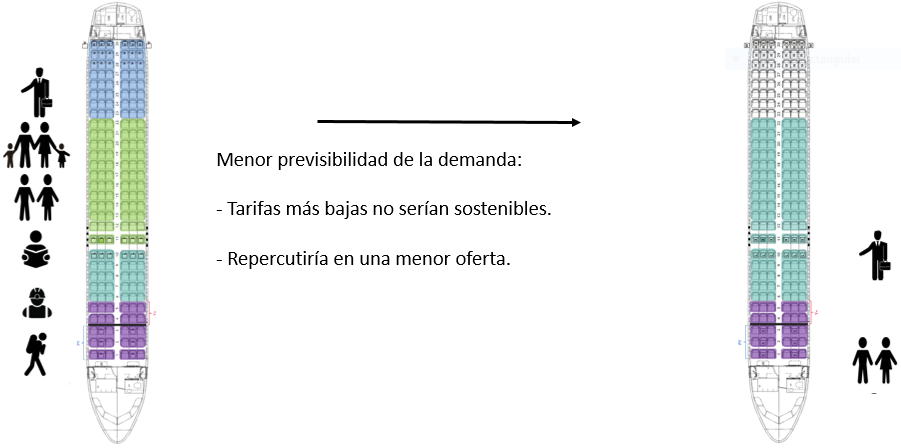 Menor previsibilidad de la demanda:
- Tarifas más bajas no serían sostenibles.
- Repercutiría en una menor oferta.